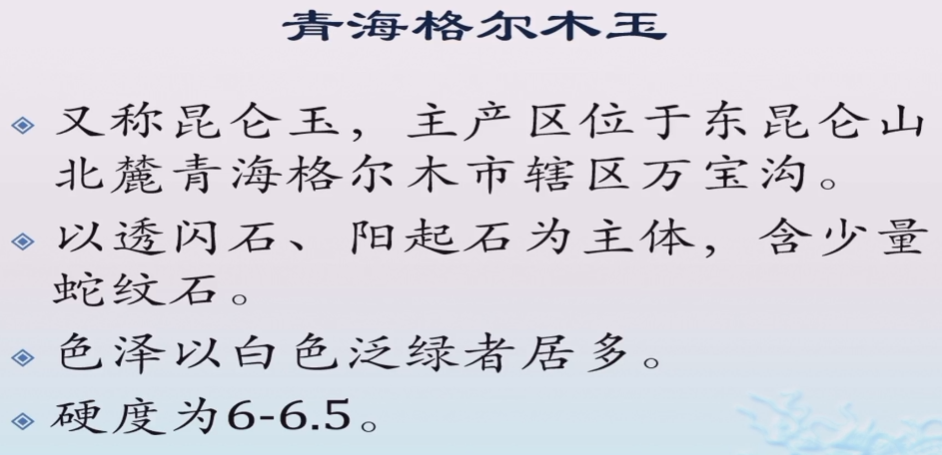 青海格尔木玉
又称昆仑玉，主产区位于东昆仑山
北麓青海格尔木市辖区万宝沟。
以透闪石、阳起石为主体，含少量
蛇纹石。
色泽以白色泛绿者居多。
硬度为6-6.5。